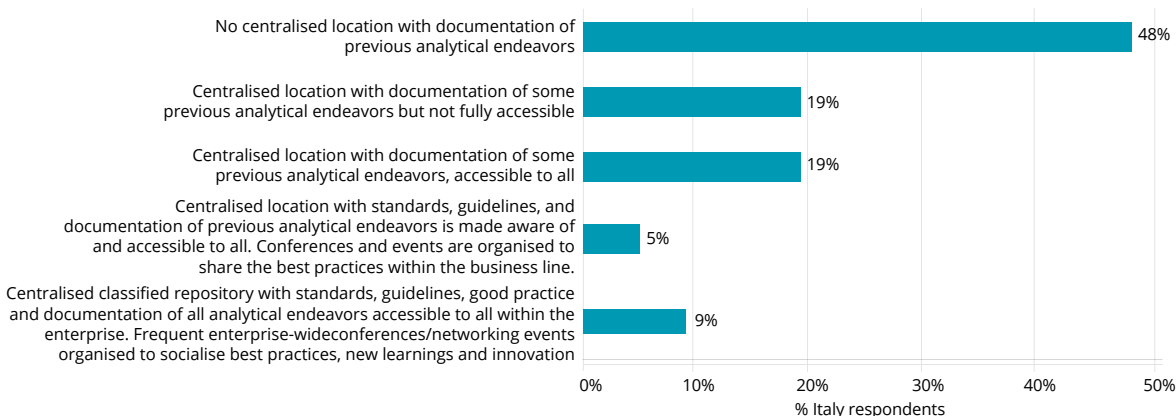 No centralised location with documentation of
previous analytical endeavors
48%
Centralised location with documentation of some
previous analytical endeavors but not fully accessible
19%
Centralised location with documentation of some
previous analytical endeavors, accessible to all
19%
Centralised location with standards, guidelines, and
documentation of previous analytical endeavors is made aware of
and accessible to all. Conferences and events are organised to
share the best practices within the business line.
5%
Centralised classified repository with standards, guidelines, good practice
and documentation of all analytical endeavors accessible to all within the
enterprise. Frequent enterprise-wideconferences/networking events
organised to socialise best practices, new learnings and innovation
9%
0% 10% 20% 30% 40% 50%
% Italy respondents